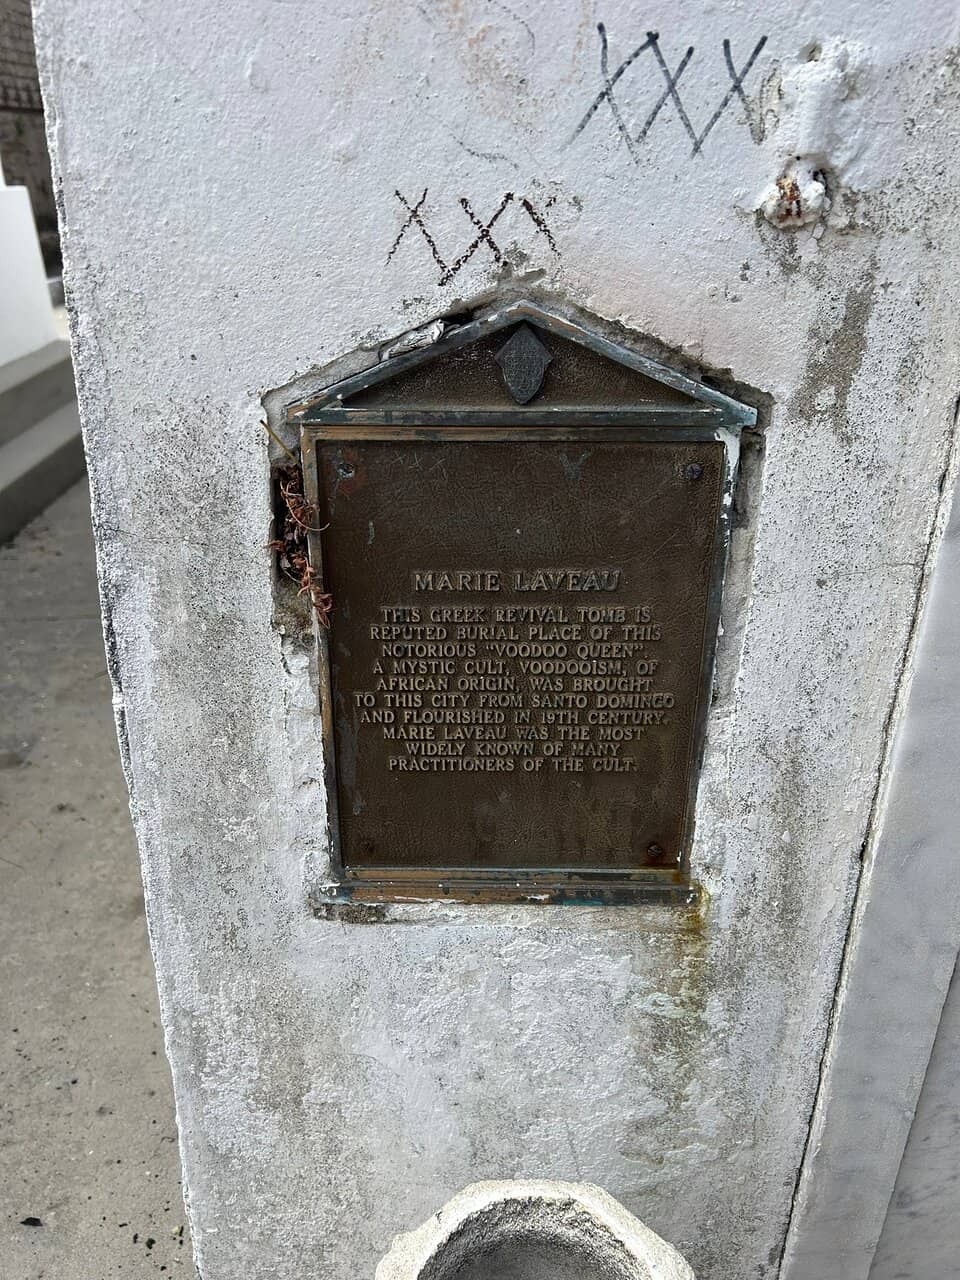 XXX
XXX
XXX
MARIE LAVEAU
THIS GREEK REVIVAL TOMB IS
REPUTED BURIAL PLACE OF THIS
NOTORIOUS "VOODOO QUEEN".
A MYSTIC CULT, VOODOOISM, OF
AFRICAN ORIGIN, WAS BROUGHT
TO THIS CITY FROM SANTO DOMINGO
AND FLOURISHED IN 19TH CENTURY.
MARIE LAVEAU WAS THE MOST
WIDELY KNOWN OF MANY
PRACTITIONERS OF THE CULT.